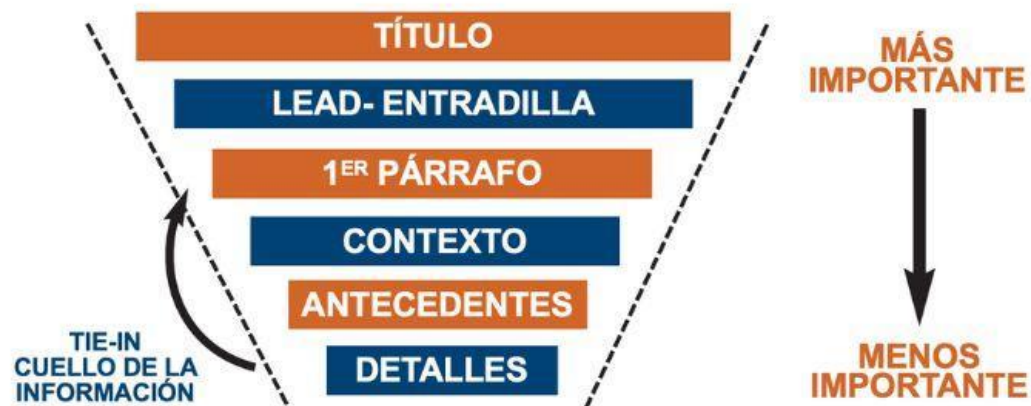 TÍTULO
LEAD- ENTRADILLA
1ER PÁRRAFO
CONTEXTO
ANTECEDENTES
DETALLES
TIE-IN
CUELLO DE LA
INFORMACIÓN
MÁS
IMPORTANTE
MENOS
IMPORTANTE